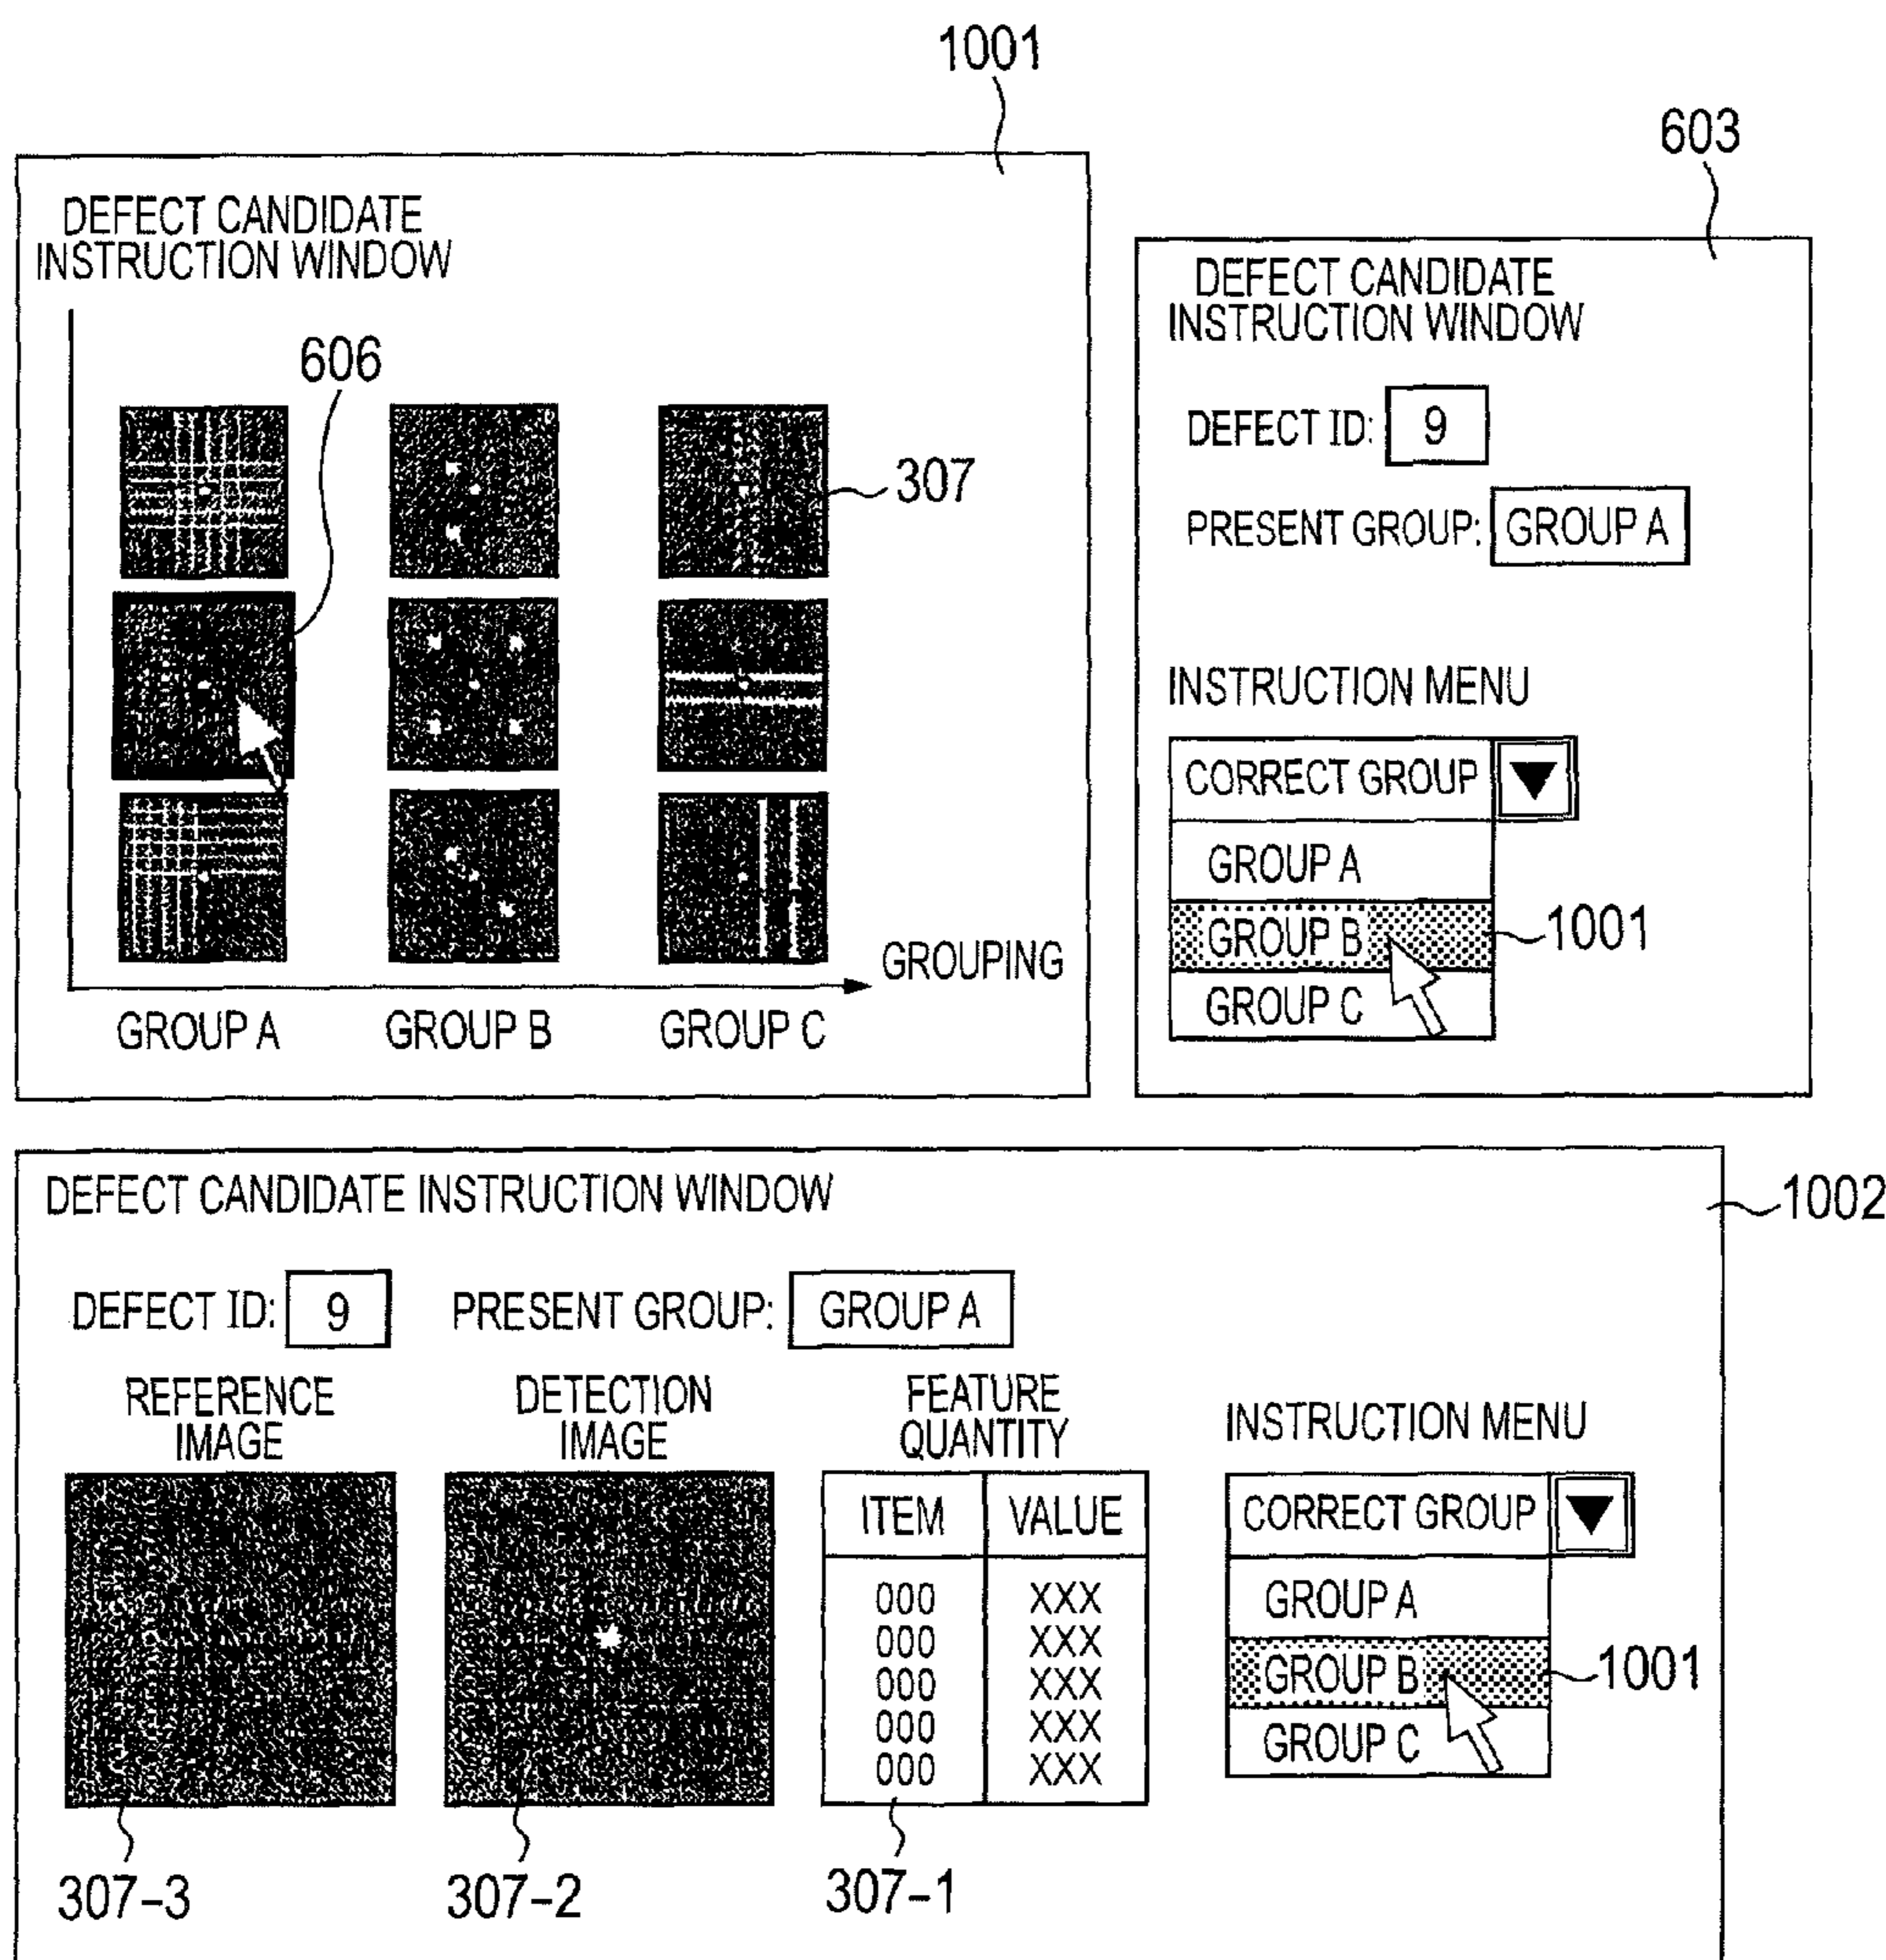 1001
603
DEFECT CANDIDATE
INSTRUCTION WINDOW
606
307
GROUPING
GROUP A
GROUP B
GROUP C
DEFECT CANDIDATE
INSTRUCTION WINDOW
DEFECT ID: 9
PRESENT GROUP: GROUP A
INSTRUCTION MENU
CORRECT GROUP ▼
GROUP A
GROUP B
1001
GROUP C
DEFECT CANDIDATE INSTRUCTION WINDOW
1002
DEFECT ID: 9 PRESENT GROUP: GROUP A
REFERENCE
IMAGE
DETECTION
IMAGE
FEATURE
QUANTITY
ITEM VALUE
000 XXX
000 XXX
000 XXX
000 XXX
000 XXX
INSTRUCTION MENU
CORRECT GROUP ▼
GROUP A
GROUP B
1001
GROUP C
307-3
307-2
307-1